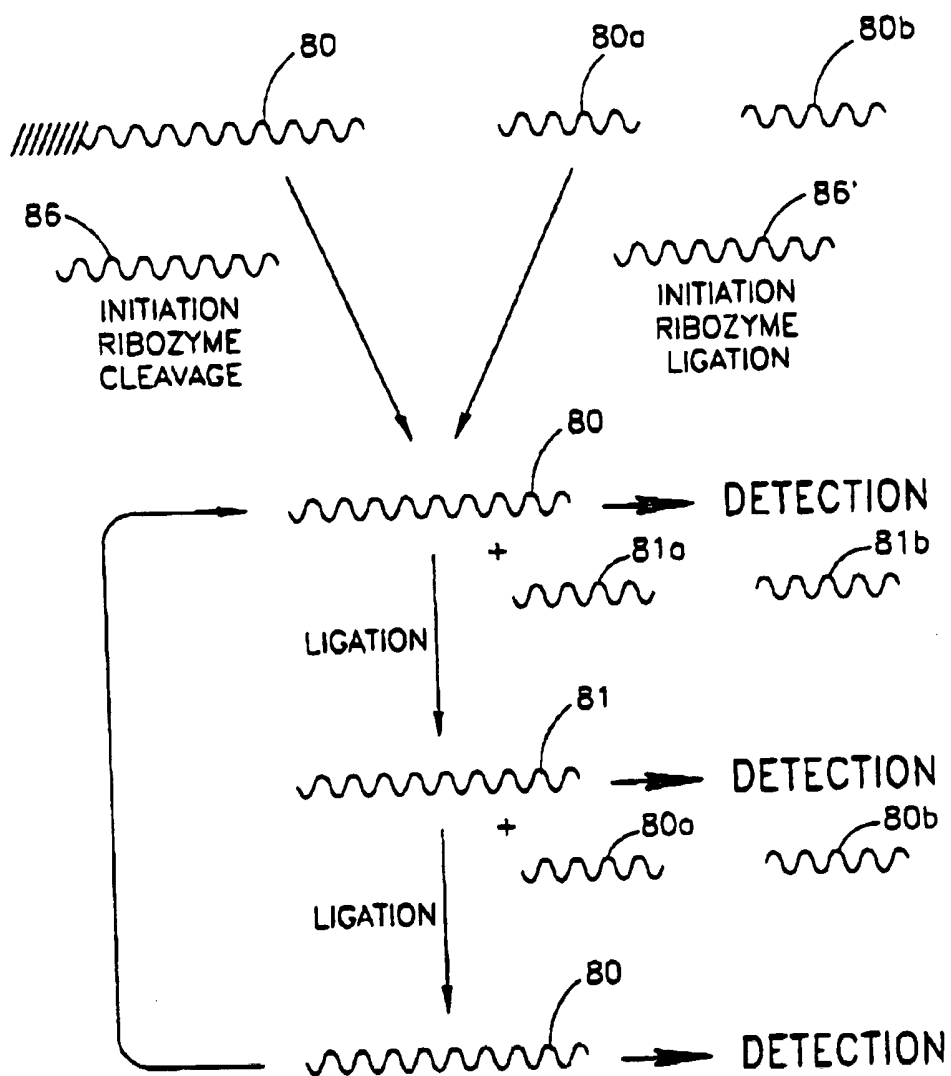 80
80a
80b
86
86'
INITIATION
RIBOZYME
CLEAVAGE
INITIATION
RIBOZYME
LIGATION
80
DETECTION
+
81a
81b
LIGATION
81
DETECTION
+
80a
80b
LIGATION
80
DETECTION